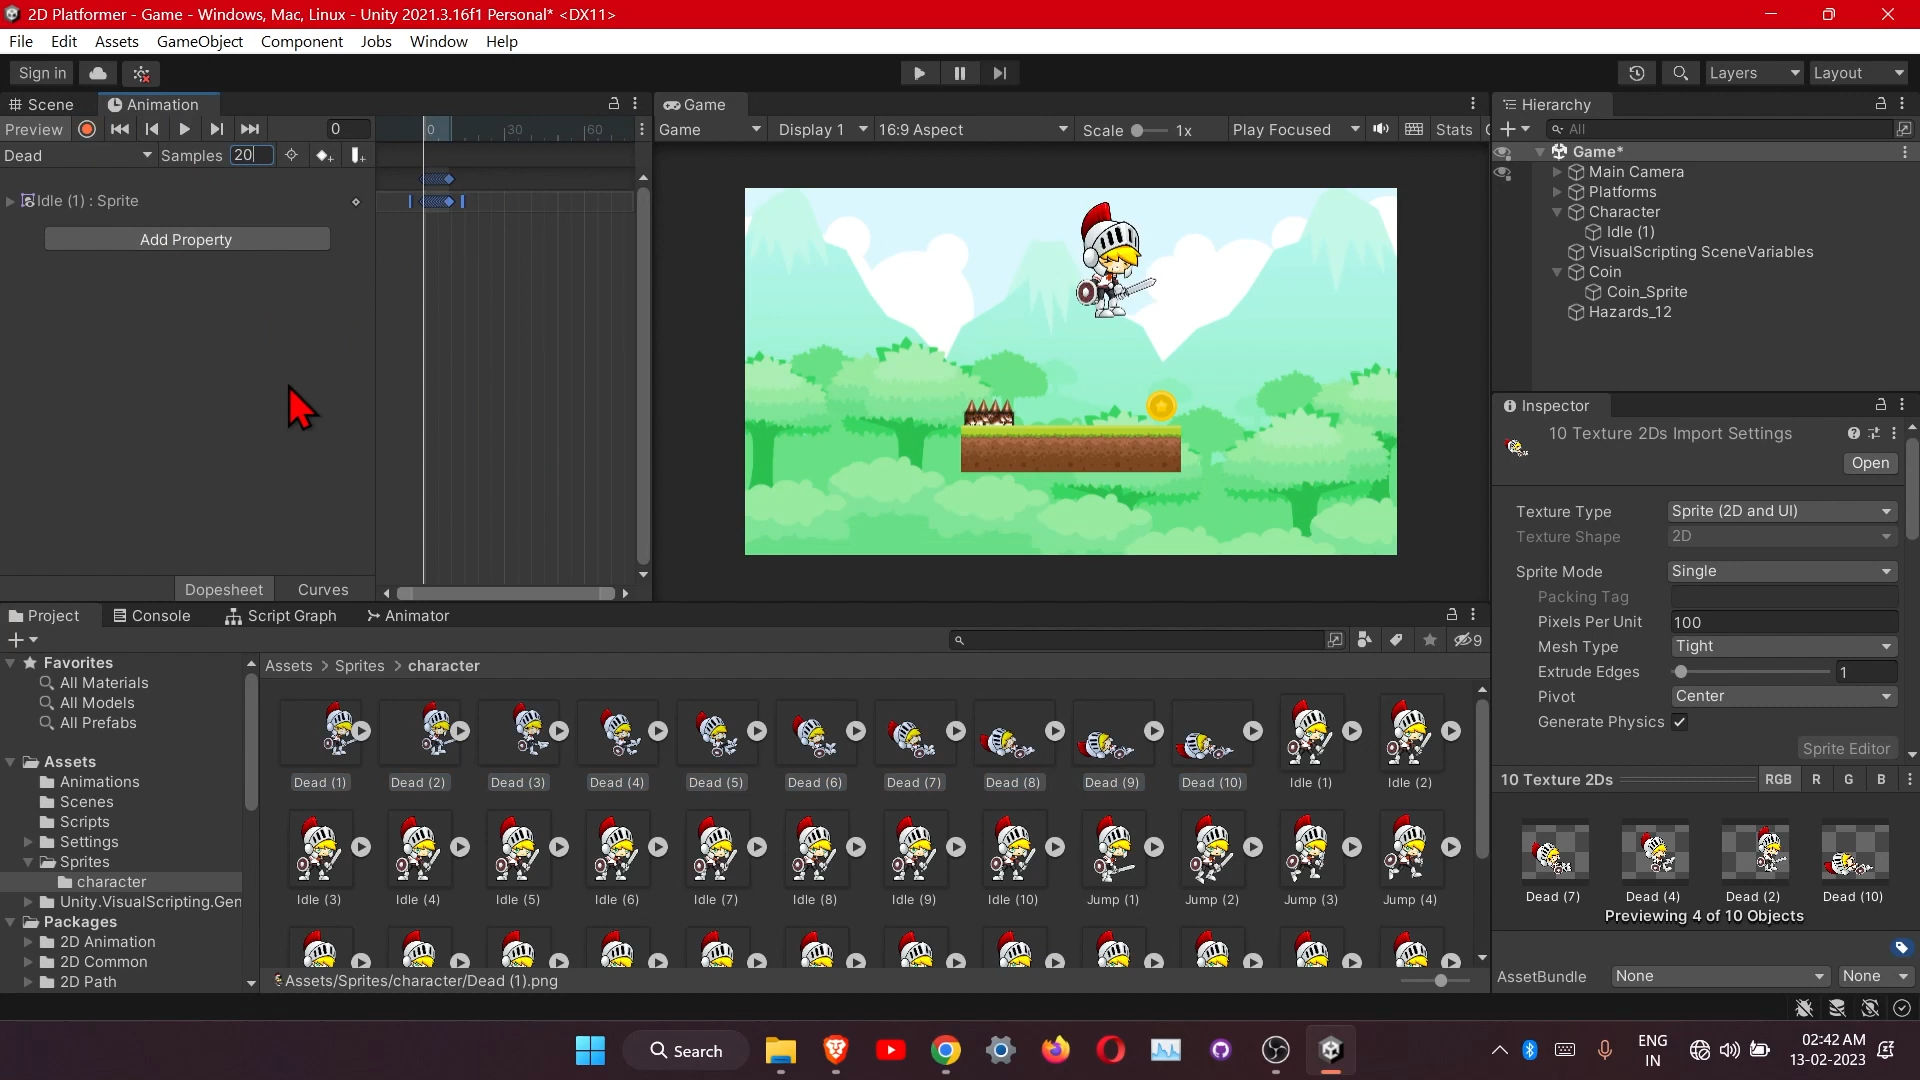 2D Platformer - Game - Windows, Mac, Linux - Unity 2021.3.16f1 Personal* <DX11>
File Edit Assets GameObject Component Jobs Window Help
Sign in Layers Layout
Scene Animation Game Hierarchy
Preview 0 0 30 60 Game Display 1 16:9 Aspect Scale 1x Play Focused Stats All
Dead Samples 20 Game*
Main Camera
Platforms
Idle (1) : Sprite Character
Idle (1)
Add Property VisualScripting SceneVariables
Coin
Coin_Sprite
Hazards_12
Inspector
10 Texture 2Ds Import Settings
Open
Texture Type Sprite (2D and UI)
Texture Shape 2D
Sprite Mode Single
Dopesheet Curves Packing Tag
Project Console Script Graph Animator Pixels Per Unit 100
9 Mesh Type Tight
Favorites Assets > Sprites > character Extrude Edges 1
All Materials Pivot Center
All Models Generate Physics
All Prefabs Sprite Editor
Assets Dead (1) Dead (2) Dead (3) Dead (4) Dead (5) Dead (6) Dead (7) Dead (8) Dead (9) Dead (10) Idle (1) Idle (2) 10 Texture 2Ds RGB R G B
Animations
Scenes
Scripts
Settings
Sprites
character Idle (3) Idle (4) Idle (5) Idle (6) Idle (7) Idle (8) Idle (9) Idle (10) Jump (1) Jump (2) Jump (3) Jump (4) Dead (7) Dead (4) Dead (2) Dead (10)
Unity.VisualScripting.Gen Previewing 4 of 10 Objects
Packages
2D Animation
2D Common
2D Path Assets/Sprites/character/Dead (1).png AssetBundle None None
Search ENG IN 02:42 AM 13-02-2023